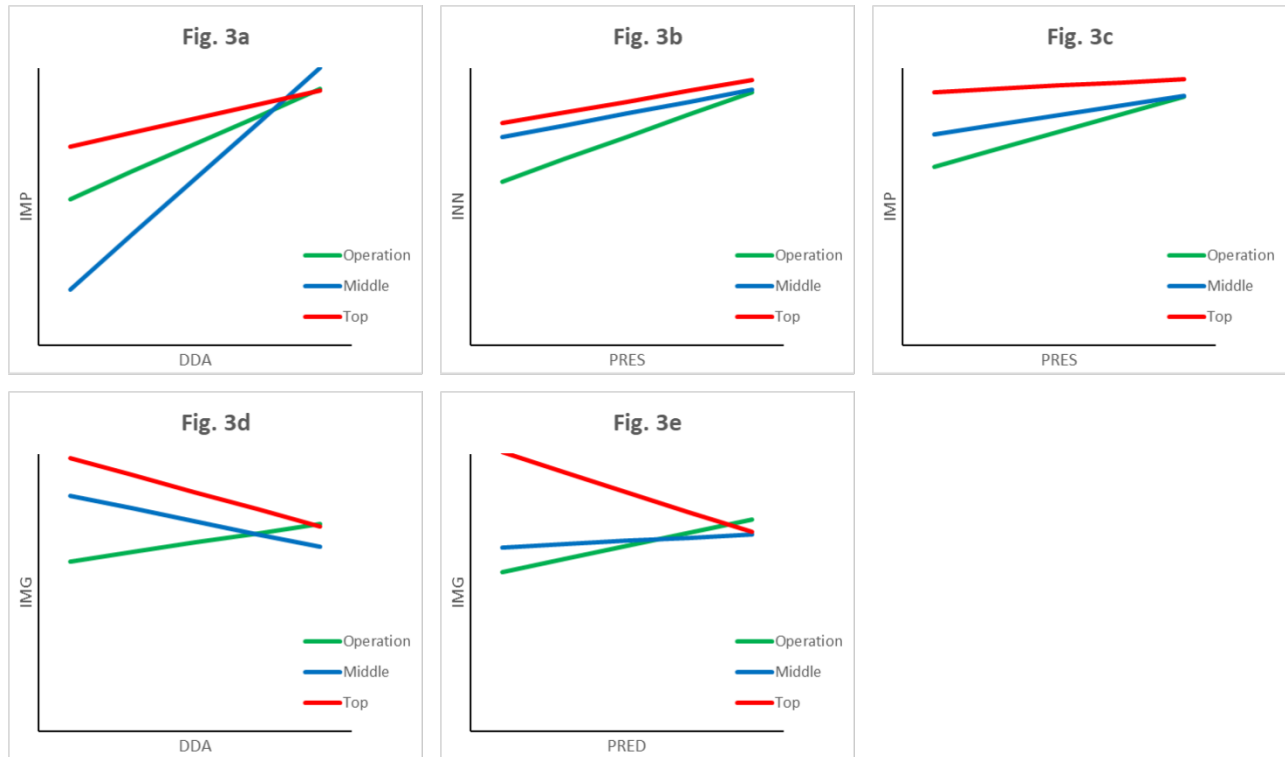 Fig. 3a
IMP
Operation
Middle
Top
DDA
Fig. 3b
INN
Operation
Middle
Top
PRES
Fig. 3c
IMP
Operation
Middle
Top
PRES
Fig. 3d
IMG
Operation
Middle
Top
DDA
Fig. 3e
IMG
Operation
Middle
Top
PRED